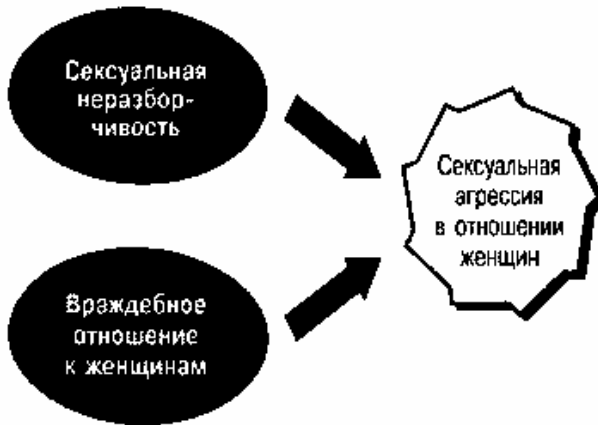 Сексуальная
неразбор-
чивость
Сексуальная
агрессия
в отношении
женщин
Враждебное
отношение
к женщинам